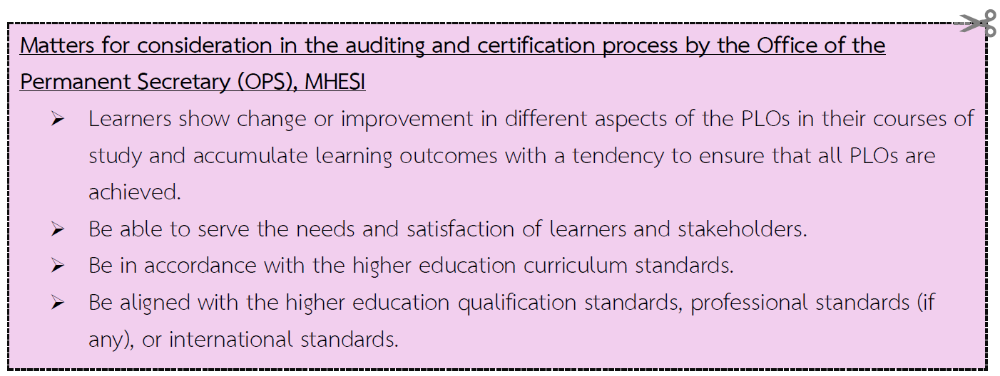 Matters for consideration in the auditing and certification process by the Office of the
Permanent Secretary (OPS), MHESI
➢ Learners show change or improvement in different aspects of the PLOs in their courses of
study and accumulate learning outcomes with a tendency to ensure that all PLOs are
achieved.
➢ Be able to serve the needs and satisfaction of learners and stakeholders.
➢ Be in accordance with the higher education curriculum standards.
➢ Be aligned with the higher education qualification standards, professional standards (if
any), or international standards.